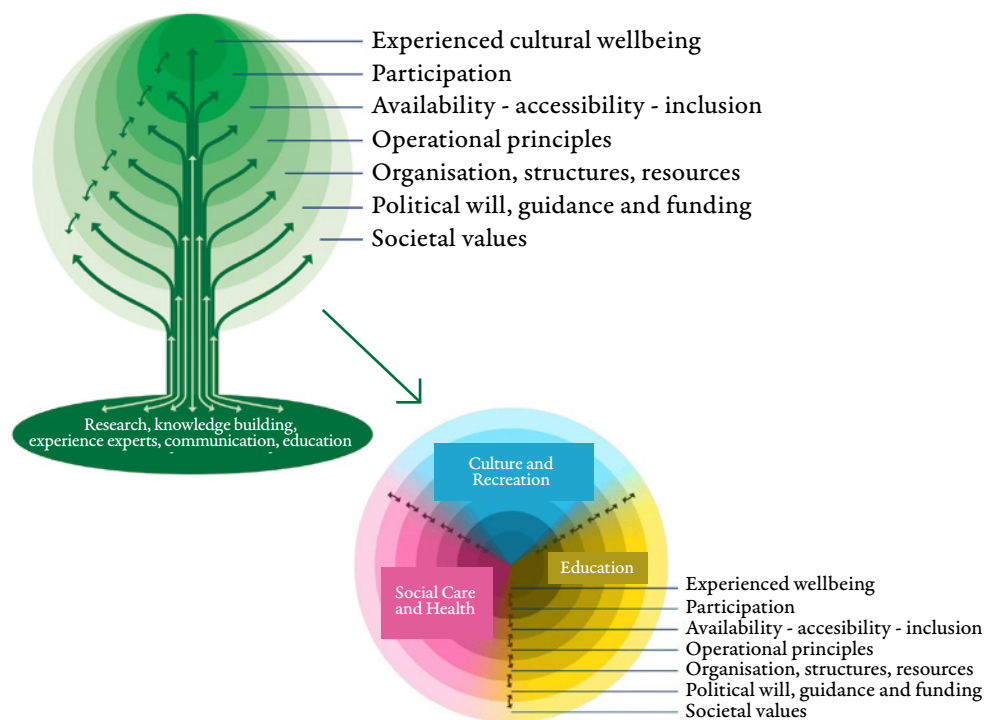 Experienced cultural wellbeing
Participation
Availability - accessibility - inclusion
Operational principles
Organisation, structures, resources
Political will, guidance and funding
Societal values
Research, knowledge building,
experience experts, communication, education
Culture and
Recreation
Education
Social Care
and Health
Experienced wellbeing
Participation
Availability - accesibility - inclusion
Operational principles
Organisation, structures, resources
Political will, guidance and funding
Societal values